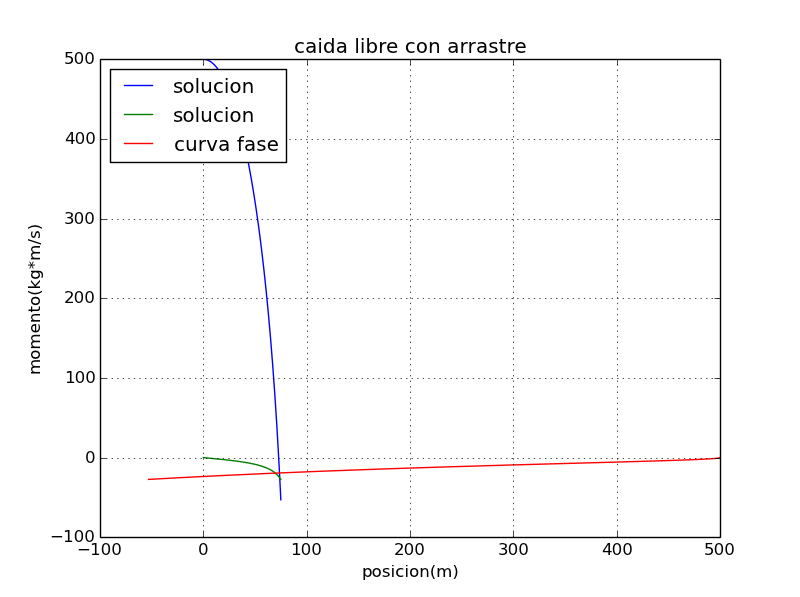 caida libre con arrastre
solucion
solucion
curva fase
momento(kg*m/s)
500
400
300
200
100
0
−100
−100 0 100 200 300 400 500
posicion(m)